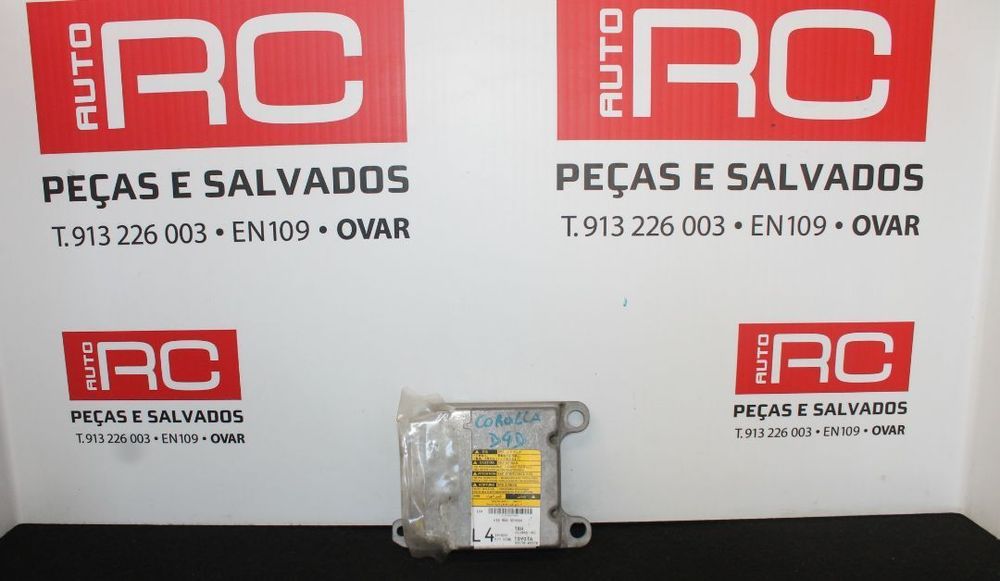 AUTO RC
PEÇAS E SALVADOS
T. 913 226 003 • EN109 • OVAR
AUTO RC
PEÇAS E SALVADOS
T. 913 226 003 • EN109 • OVAR
AUTO RC
PEÇAS E SALVADOS
T. 913 226 003 • EN109 • OVAR
AUTO RC
PEÇAS E SALVADOS
T. 913 226 003 • EN109 • OVAR
COROLLA
D4D
L4
TRW
TOYOTA